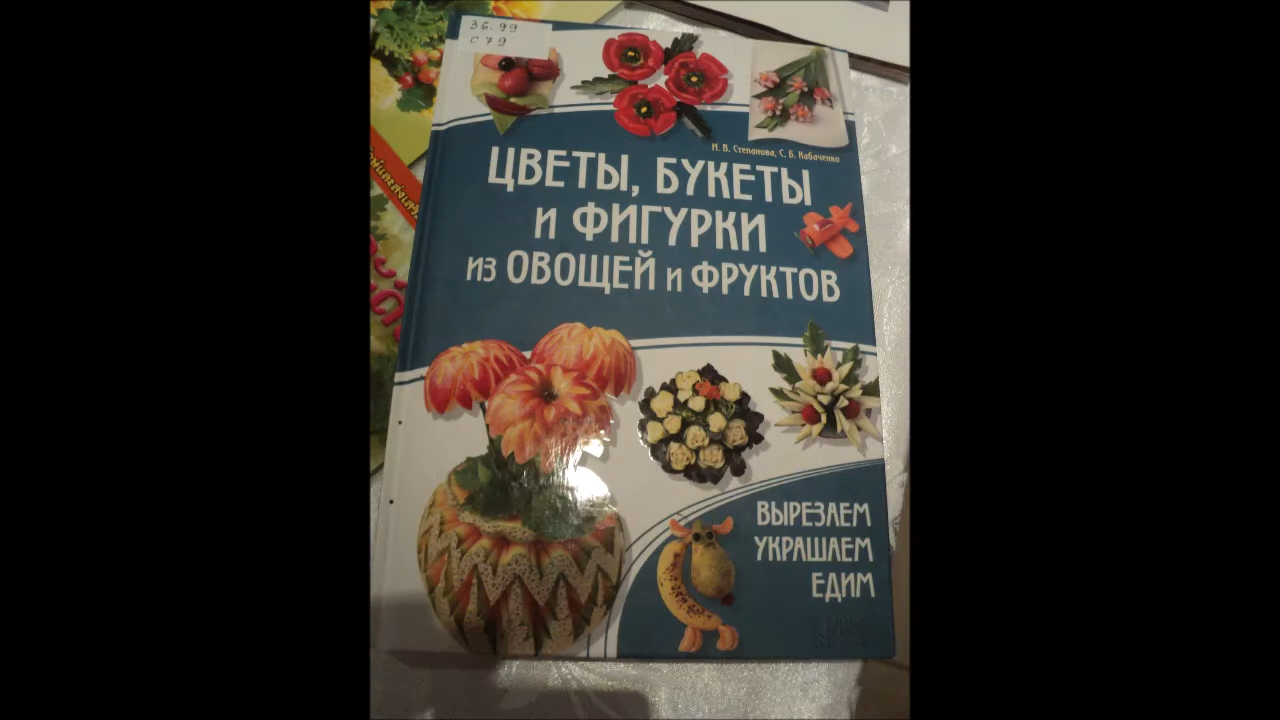 36.99
С79
И. В. Степанова, С. Б. Кабаченко
ЦВЕТЫ, БУКЕТЫ
И ФИГУРКИ
ИЗ ОВОЩЕЙ И ФРУКТОВ
ВЫРЕЗАЕМ
УКРАШАЕМ
ЕДИМ